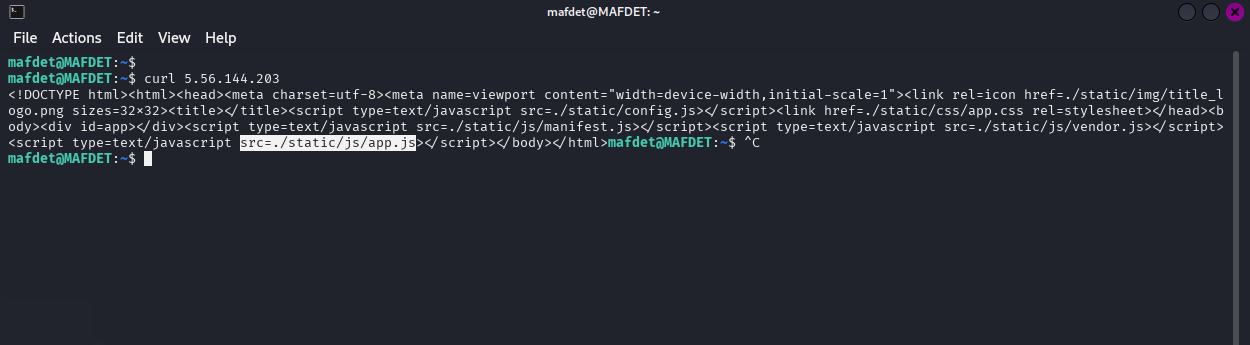 mafdet@MAFDET: ~
File Actions Edit View Help
mafdet@MAFDET:~$
mafdet@MAFDET:~$ curl 5.56.144.203
<!DOCTYPE html><html><head><meta charset=utf-8><meta name=viewport content="width=device-width,initial-scale=1"><link rel=icon href=./static/img/title_l
ogo.png sizes=32×32><title></title><script type=text/javascript src=./static/config.js></script><link href=./static/css/app.css rel=stylesheet></head><b
ody><div id=app></div><script type=text/javascript src=./static/js/manifest.js></script><script type=text/javascript src=./static/js/vendor.js></script>
<script type=text/javascript src=./static/js/app.js></script></body></html>mafdet@MAFDET:~$ ^C
mafdet@MAFDET:~$